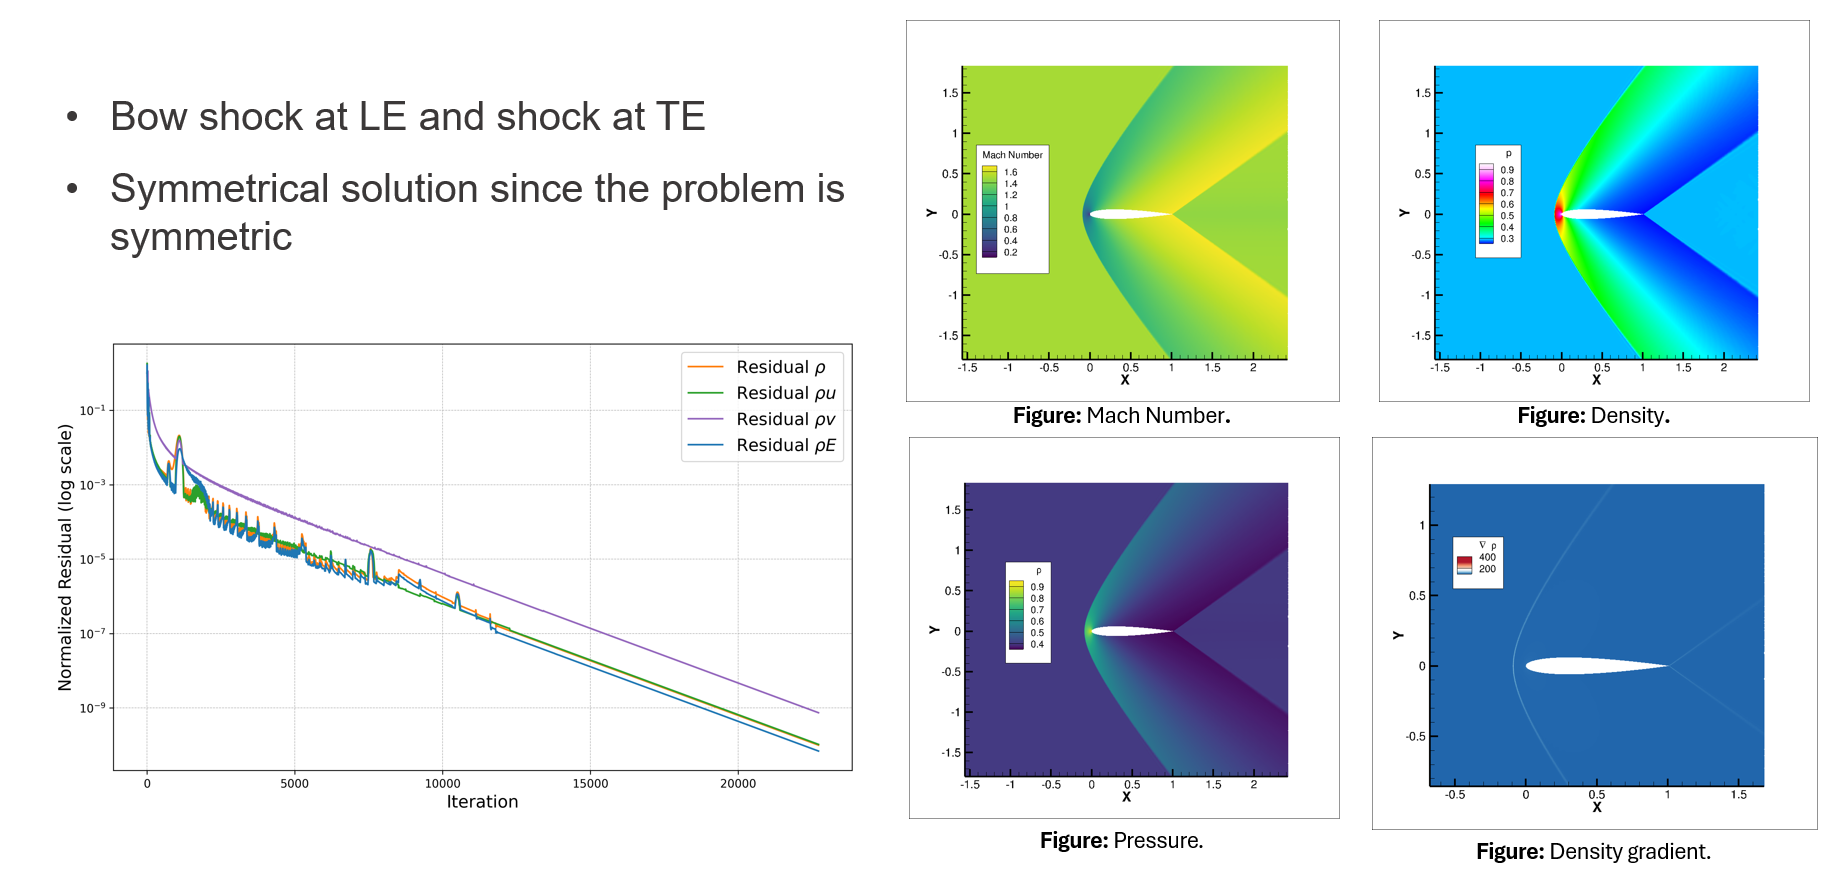 • Bow shock at LE and shock at TE
• Symmetrical solution since the problem is
symmetric
Normalized Residual (log scale)
10⁻¹
10⁻³
10⁻⁵
10⁻⁷
10⁻⁹
Residual ρ
Residual ρu
Residual ρv
Residual ρE
0 5000 10000 15000 20000
Iteration
Y
1.5
1
0.5
0
-0.5
-1
-1.5
Mach Number
1.6
1.4
1.2
1
0.8
0.6
0.4
0.2
-1.5 -1 -0.5 0 0.5 1 1.5 2
X
Figure: Mach Number.
Y
1.5
1
0.5
0
-0.5
-1
-1.5
ρ
0.9
0.8
0.7
0.6
0.5
0.4
0.3
-1.5 -1 -0.5 0 0.5 1 1.5 2
X
Figure: Density.
Y
1.5
1
0.5
0
-0.5
-1
-1.5
p
0.9
0.8
0.7
0.6
0.5
0.4
-1.5 -1 -0.5 0 0.5 1 1.5 2
X
Figure: Pressure.
Y
1
0.5
0
-0.5
∇ ρ
400
200
-0.5 0 0.5 1 1.5
X
Figure: Density gradient.